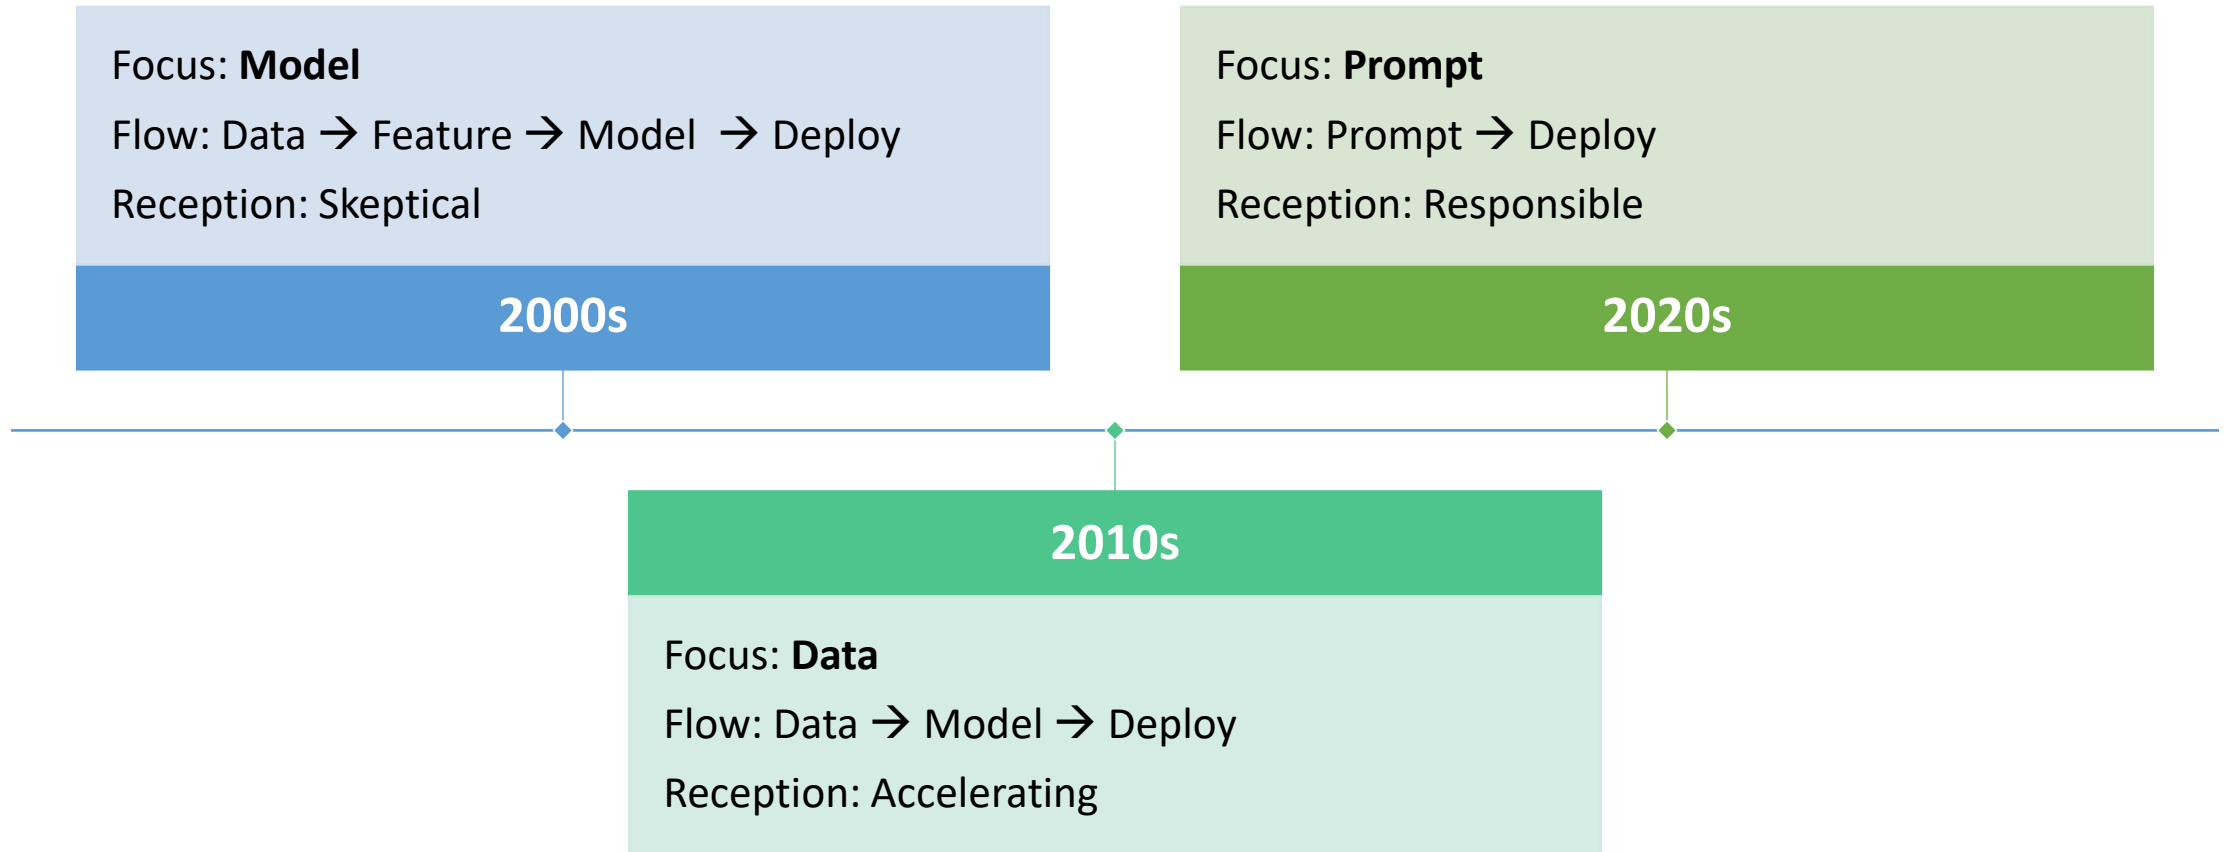 Focus: Model
Flow: Data → Feature → Model → Deploy
Reception: Skeptical
2000s
2010s
Focus: Data
Flow: Data → Model → Deploy
Reception: Accelerating
Focus: Prompt
Flow: Prompt → Deploy
Reception: Responsible
2020s